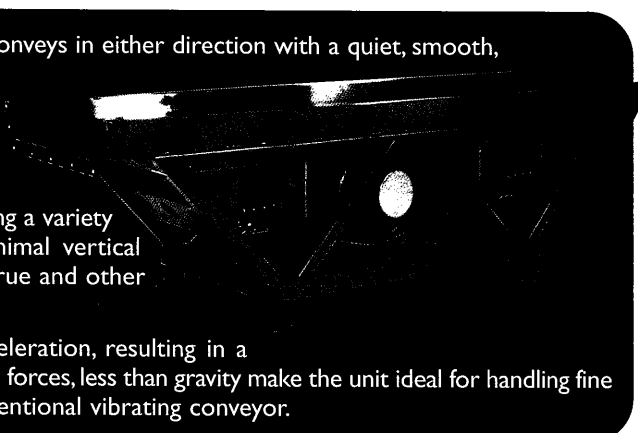 onveys in either direction with a quiet, smooth,
ng a variety
nimal vertical
rue and other
eleration, resulting in a
forces, less than gravity make the unit ideal for handling fine
entional vibrating conveyor.